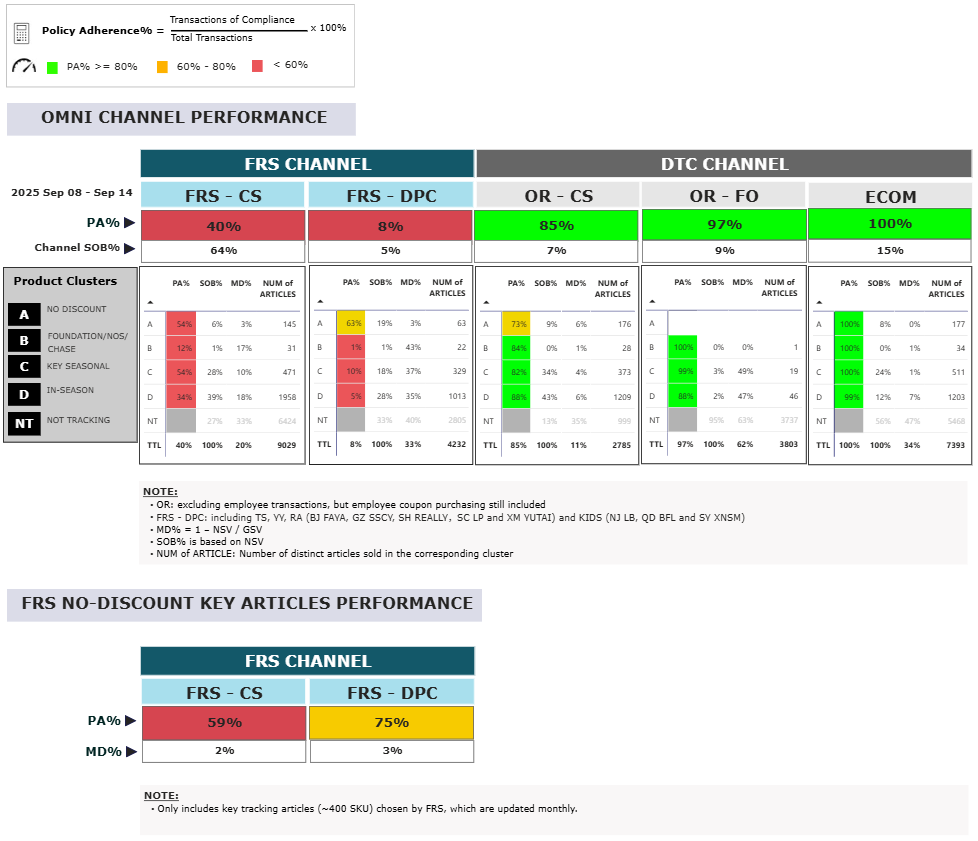 Policy Adherence% = Transactions of Compliance / Total Transactions x 100%
PA% >= 80% 60% - 80% < 60%
OMNI CHANNEL PERFORMANCE
FRS CHANNEL DTC CHANNEL
2025 Sep 08 - Sep 14 FRS - CS FRS - DPC OR - CS OR - FO ECOM
PA% 40% 8% 85% 97% 100%
Channel SOB% 64% 5% 7% 9% 15%
Product Clusters
A NO DISCOUNT
B FOUNDATION/NOS/
CHASE
C KEY SEASONAL
D IN-SEASON
NT NOT TRACKING
PA% SOB% MD% NUM of
ARTICLES
A 54% 6% 3% 145
B 12% 1% 17% 31
C 54% 28% 10% 471
D 34% 39% 18% 1958
NT 27% 33% 6424
TTL 40% 100% 20% 9029
PA% SOB% MD% NUM of
ARTICLES
A 63% 19% 3% 63
B 1% 1% 43% 22
C 10% 18% 37% 329
D 5% 28% 35% 1013
NT 33% 40% 2805
TTL 8% 100% 33% 4232
PA% SOB% MD% NUM of
ARTICLES
A 73% 9% 6% 176
B 84% 0% 1% 28
C 82% 34% 4% 373
D 88% 43% 6% 1209
NT 13% 35% 999
TTL 85% 100% 11% 2785
PA% SOB% MD% NUM of
ARTICLES
A
B 100% 0% 0% 1
C 99% 3% 49% 19
D 88% 2% 47% 46
NT 95% 63% 3737
TTL 97% 100% 62% 3803
PA% SOB% MD% NUM of
ARTICLES
A 100% 8% 0% 177
B 100% 0% 1% 34
C 100% 24% 1% 511
D 99% 12% 7% 1203
NT 56% 47% 5468
TTL 100% 100% 34% 7393
NOTE:
• OR: excluding employee transactions, but employee coupon purchasing still included
• FRS - DPC: including TS, YY, RA (BJ FAYA, GZ SSCY, SH REALLY, SC LP and XM YUTAI) and KIDS (NJ LB, QD BFL and SY XNSM)
• MD% = 1 – NSV / GSV
• SOB% is based on NSV
• NUM of ARTICLE: Number of distinct articles sold in the corresponding cluster
FRS NO-DISCOUNT KEY ARTICLES PERFORMANCE
FRS CHANNEL
FRS - CS FRS - DPC
PA% 59% 75%
MD% 2% 3%
NOTE:
• Only includes key tracking articles (~400 SKU) chosen by FRS, which are updated monthly.